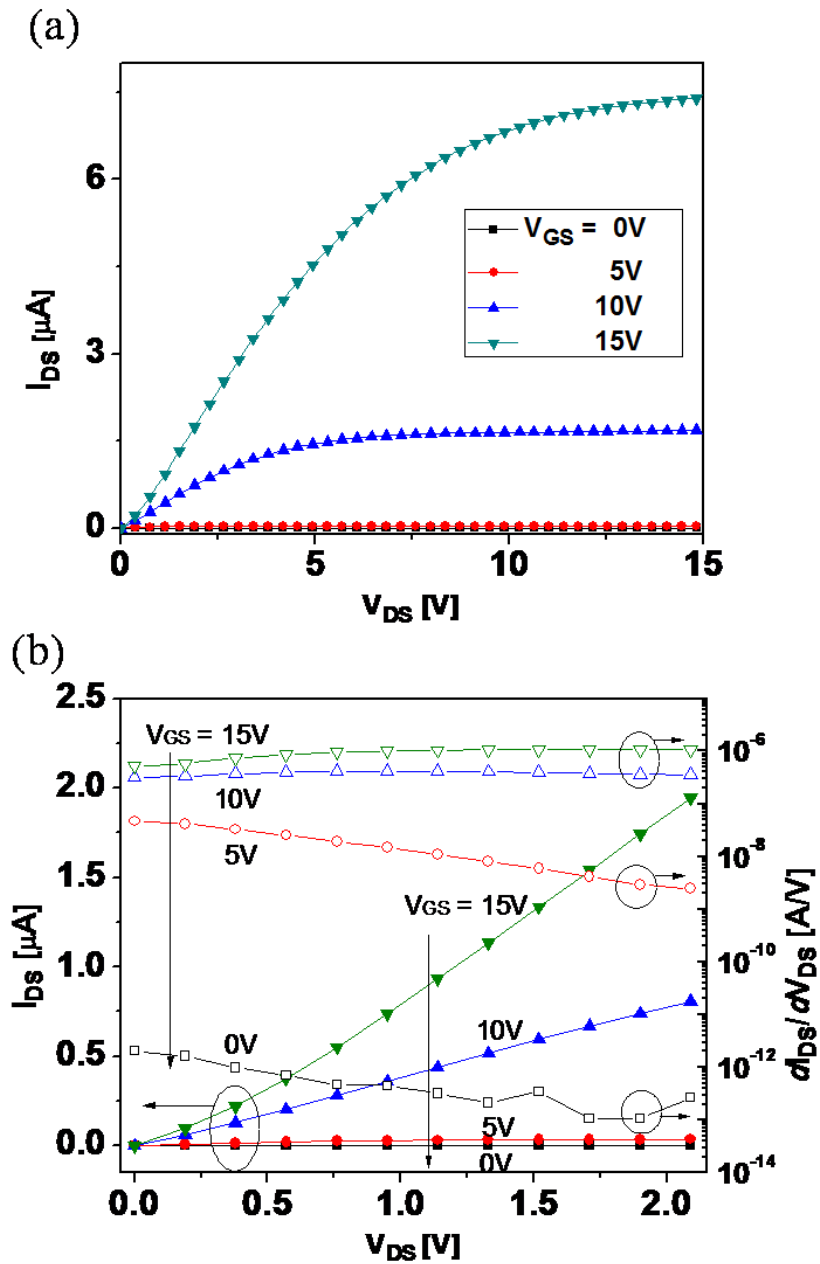 (a)
6
3
0
I_DS [μA]
V_GS = 0V
5V
10V
15V
0 5 10 15
V_DS [V]
(b)
2.5
2.0
1.5
1.0
0.5
0.0
I_DS [μA]
V_GS = 15V
10V
5V
0V
V_GS = 15V
10V
5V
0V
10^-6
10^-8
10^-10
10^-12
10^-14
dI_DS/dV_DS [A/V]
0.0 0.5 1.0 1.5 2.0
V_DS [V]